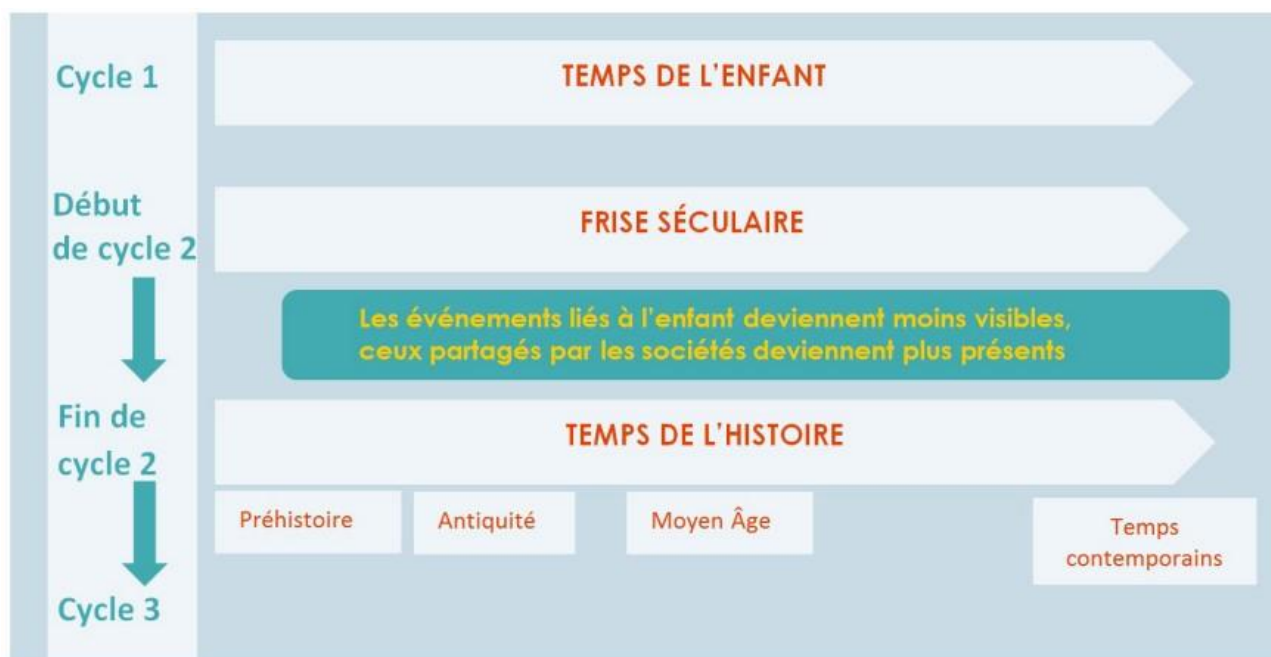 Cycle 1
TEMPS DE L'ENFANT
Début
de cycle 2
FRISE SÉCULAIRE
Les événements liés à l'enfant deviennent moins visibles,
ceux partagés par les sociétés deviennent plus présents
Fin de
cycle 2
TEMPS DE L'HISTOIRE
Préhistoire
Antiquité
Moyen Âge
Temps
contemporains
Cycle 3